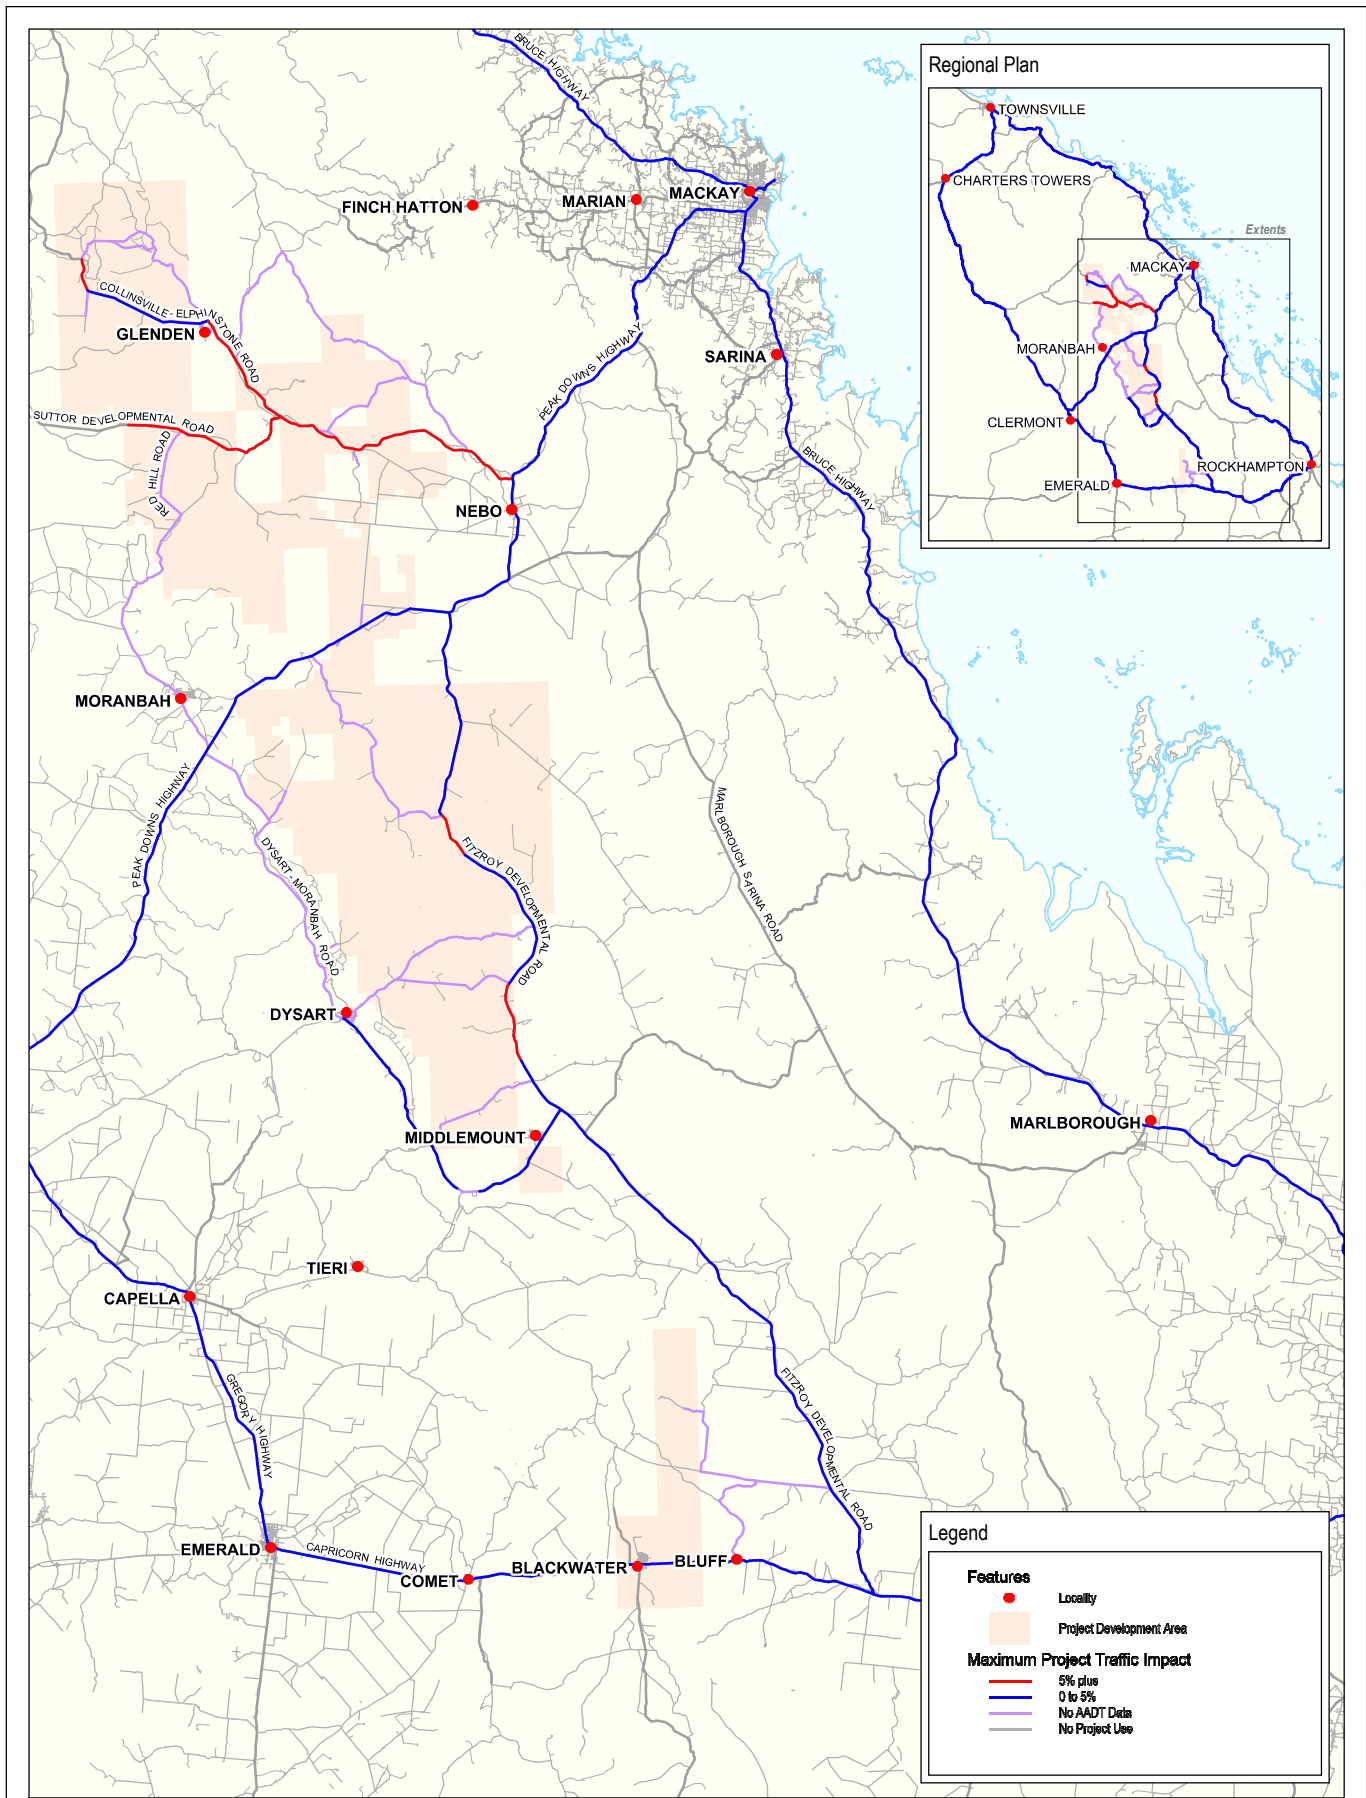 BRUCE HIGHWAY
Regional Plan
TOWNSVILLE
CHARTERS TOWERS
Extents
MACKAY
MORANBAH
CLERMONT
ROCKHAMPTON
EMERALD
FINCH HATTON
MARIAN
MACKAY
COLLINSVILLE-ELPHINSTONE ROAD
GLENDEN
PEAK DOWNS HIGHWAY
SARINA
SUTTOR DEVELOPMENTAL ROAD
RED HILL ROAD
BRUCE HIGHWAY
NEBO
MORANBAH
PEAK DOWNS HIGHWAY
DYSART-MORANBAH ROAD
FITZROY DEVELOPMENTAL ROAD
MARLBOROUGH SARINA ROAD
DYSART
MIDDLEMOUNT
MARLBOROUGH
TIERI
CAPELLA
GREGORY HIGHWAY
FITZROY DEVELOPMENTAL ROAD
EMERALD
CAPRICORN HIGHWAY
COMET
BLACKWATER
BLUFF
Legend
Features
Locality
Project Development Area
Maximum Project Traffic Impact
5% plus
0 to 5%
No AADT Data
No Project Use